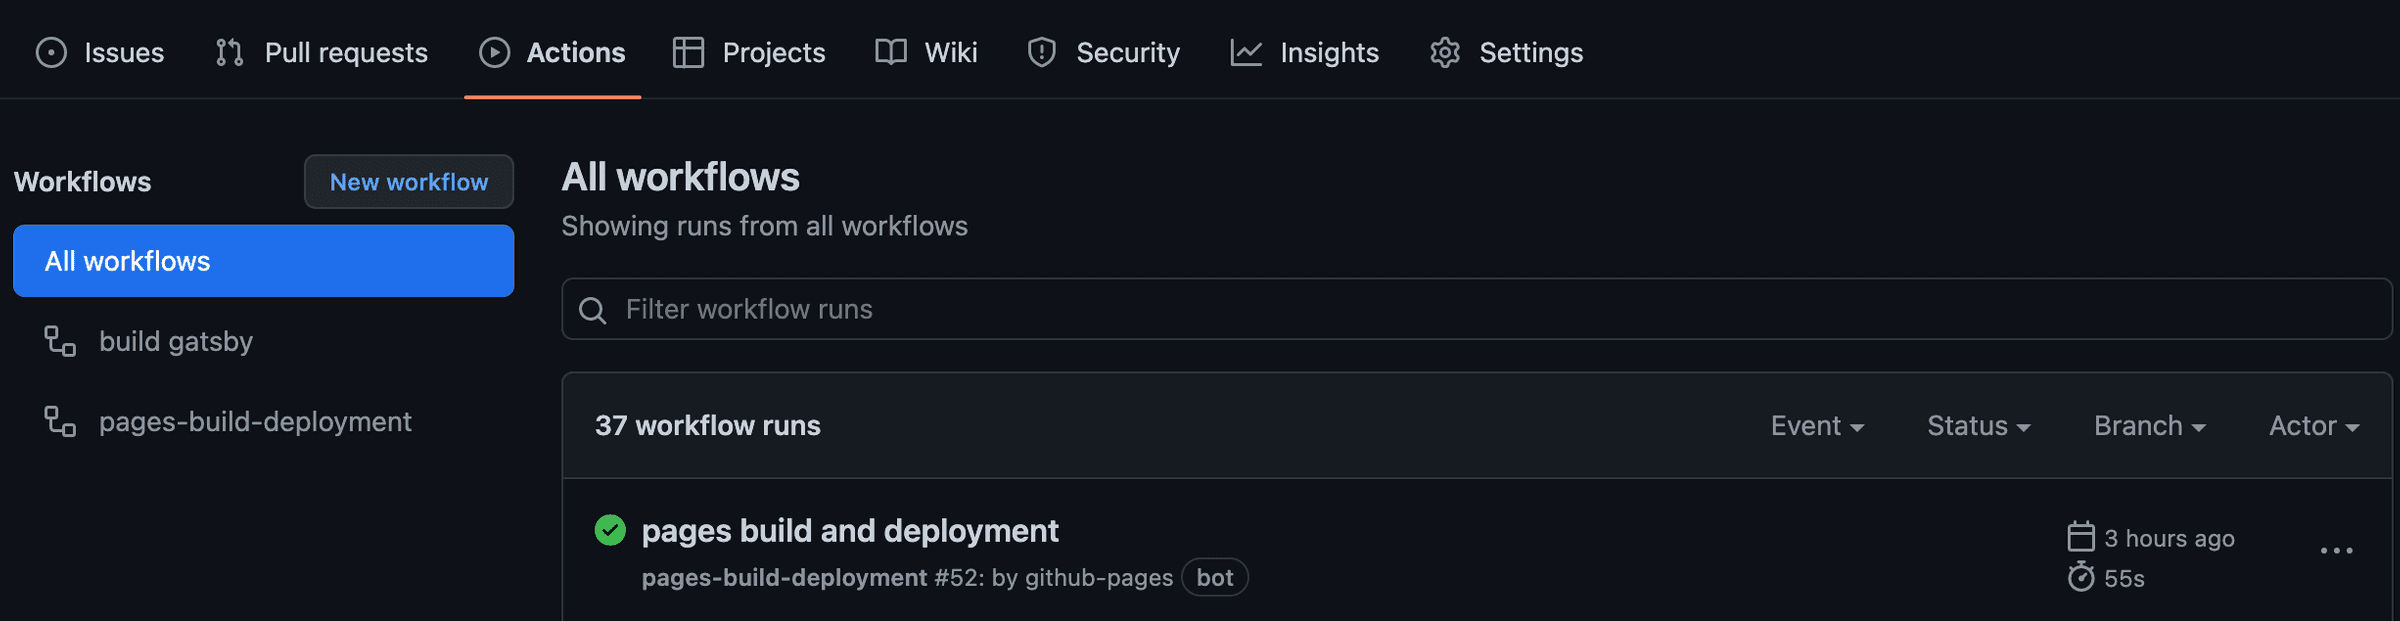 Issues Pull requests Actions Projects Wiki Security Insights Settings
Workflows New workflow
All workflows
build gatsby
pages-build-deployment
All workflows
Showing runs from all workflows
Filter workflow runs
37 workflow runs Event Status Branch Actor
pages build and deployment
pages-build-deployment #52: by github-pages bot
3 hours ago
55s